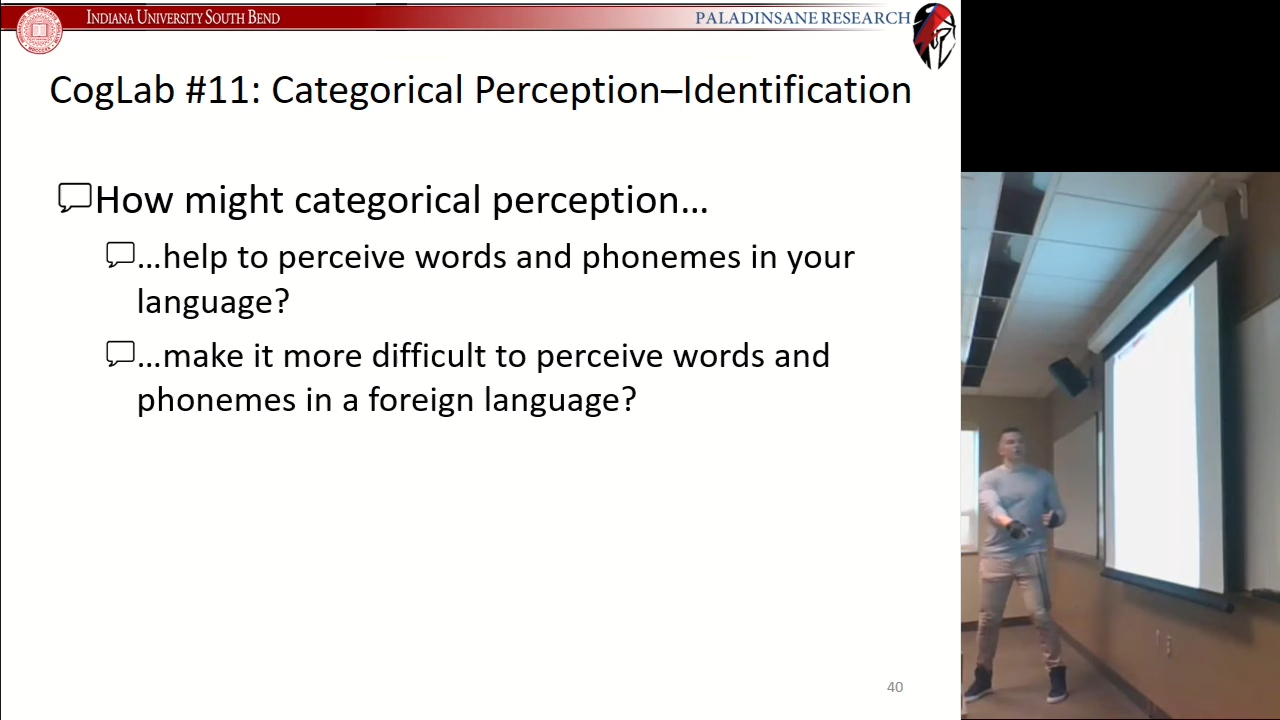 INDIANA UNIVERSITY SOUTH BEND
PALADINSANE RESEARCH
CogLab #11: Categorical Perception–Identification
How might categorical perception…
…help to perceive words and phonemes in your
language?
…make it more difficult to perceive words and
phonemes in a foreign language?
40